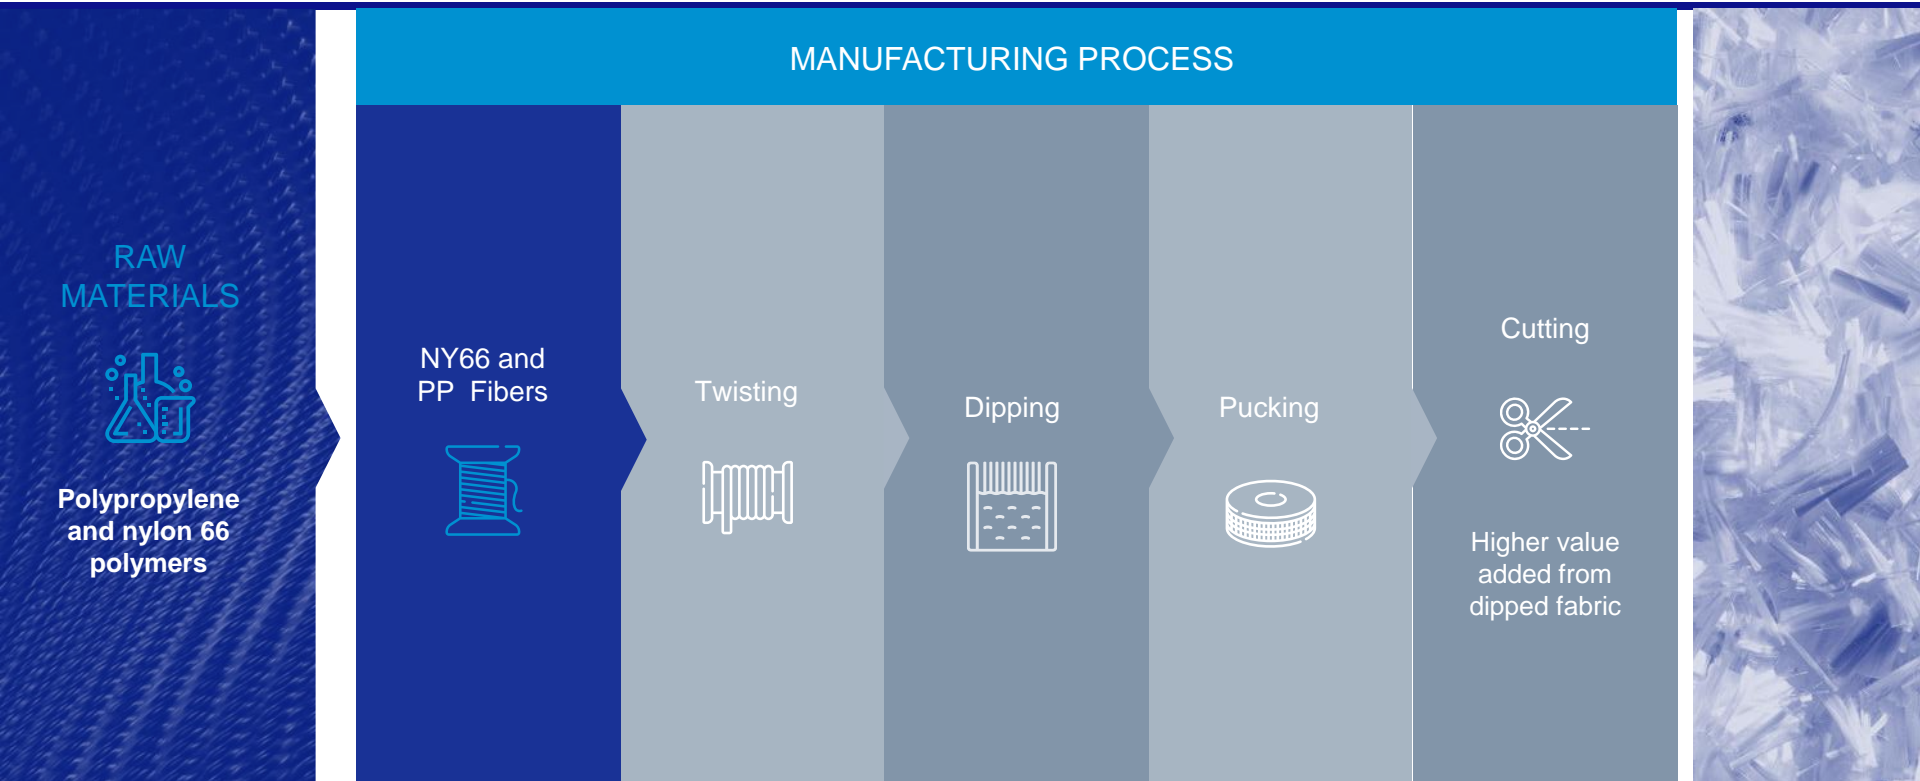 MANUFACTURING PROCESS
RAW
MATERIALS
Polypropylene
and nylon 66
polymers
NY66 and
PP  Fibers
Twisting
Dipping
Pucking
Cutting
Higher value
added from
dipped fabric